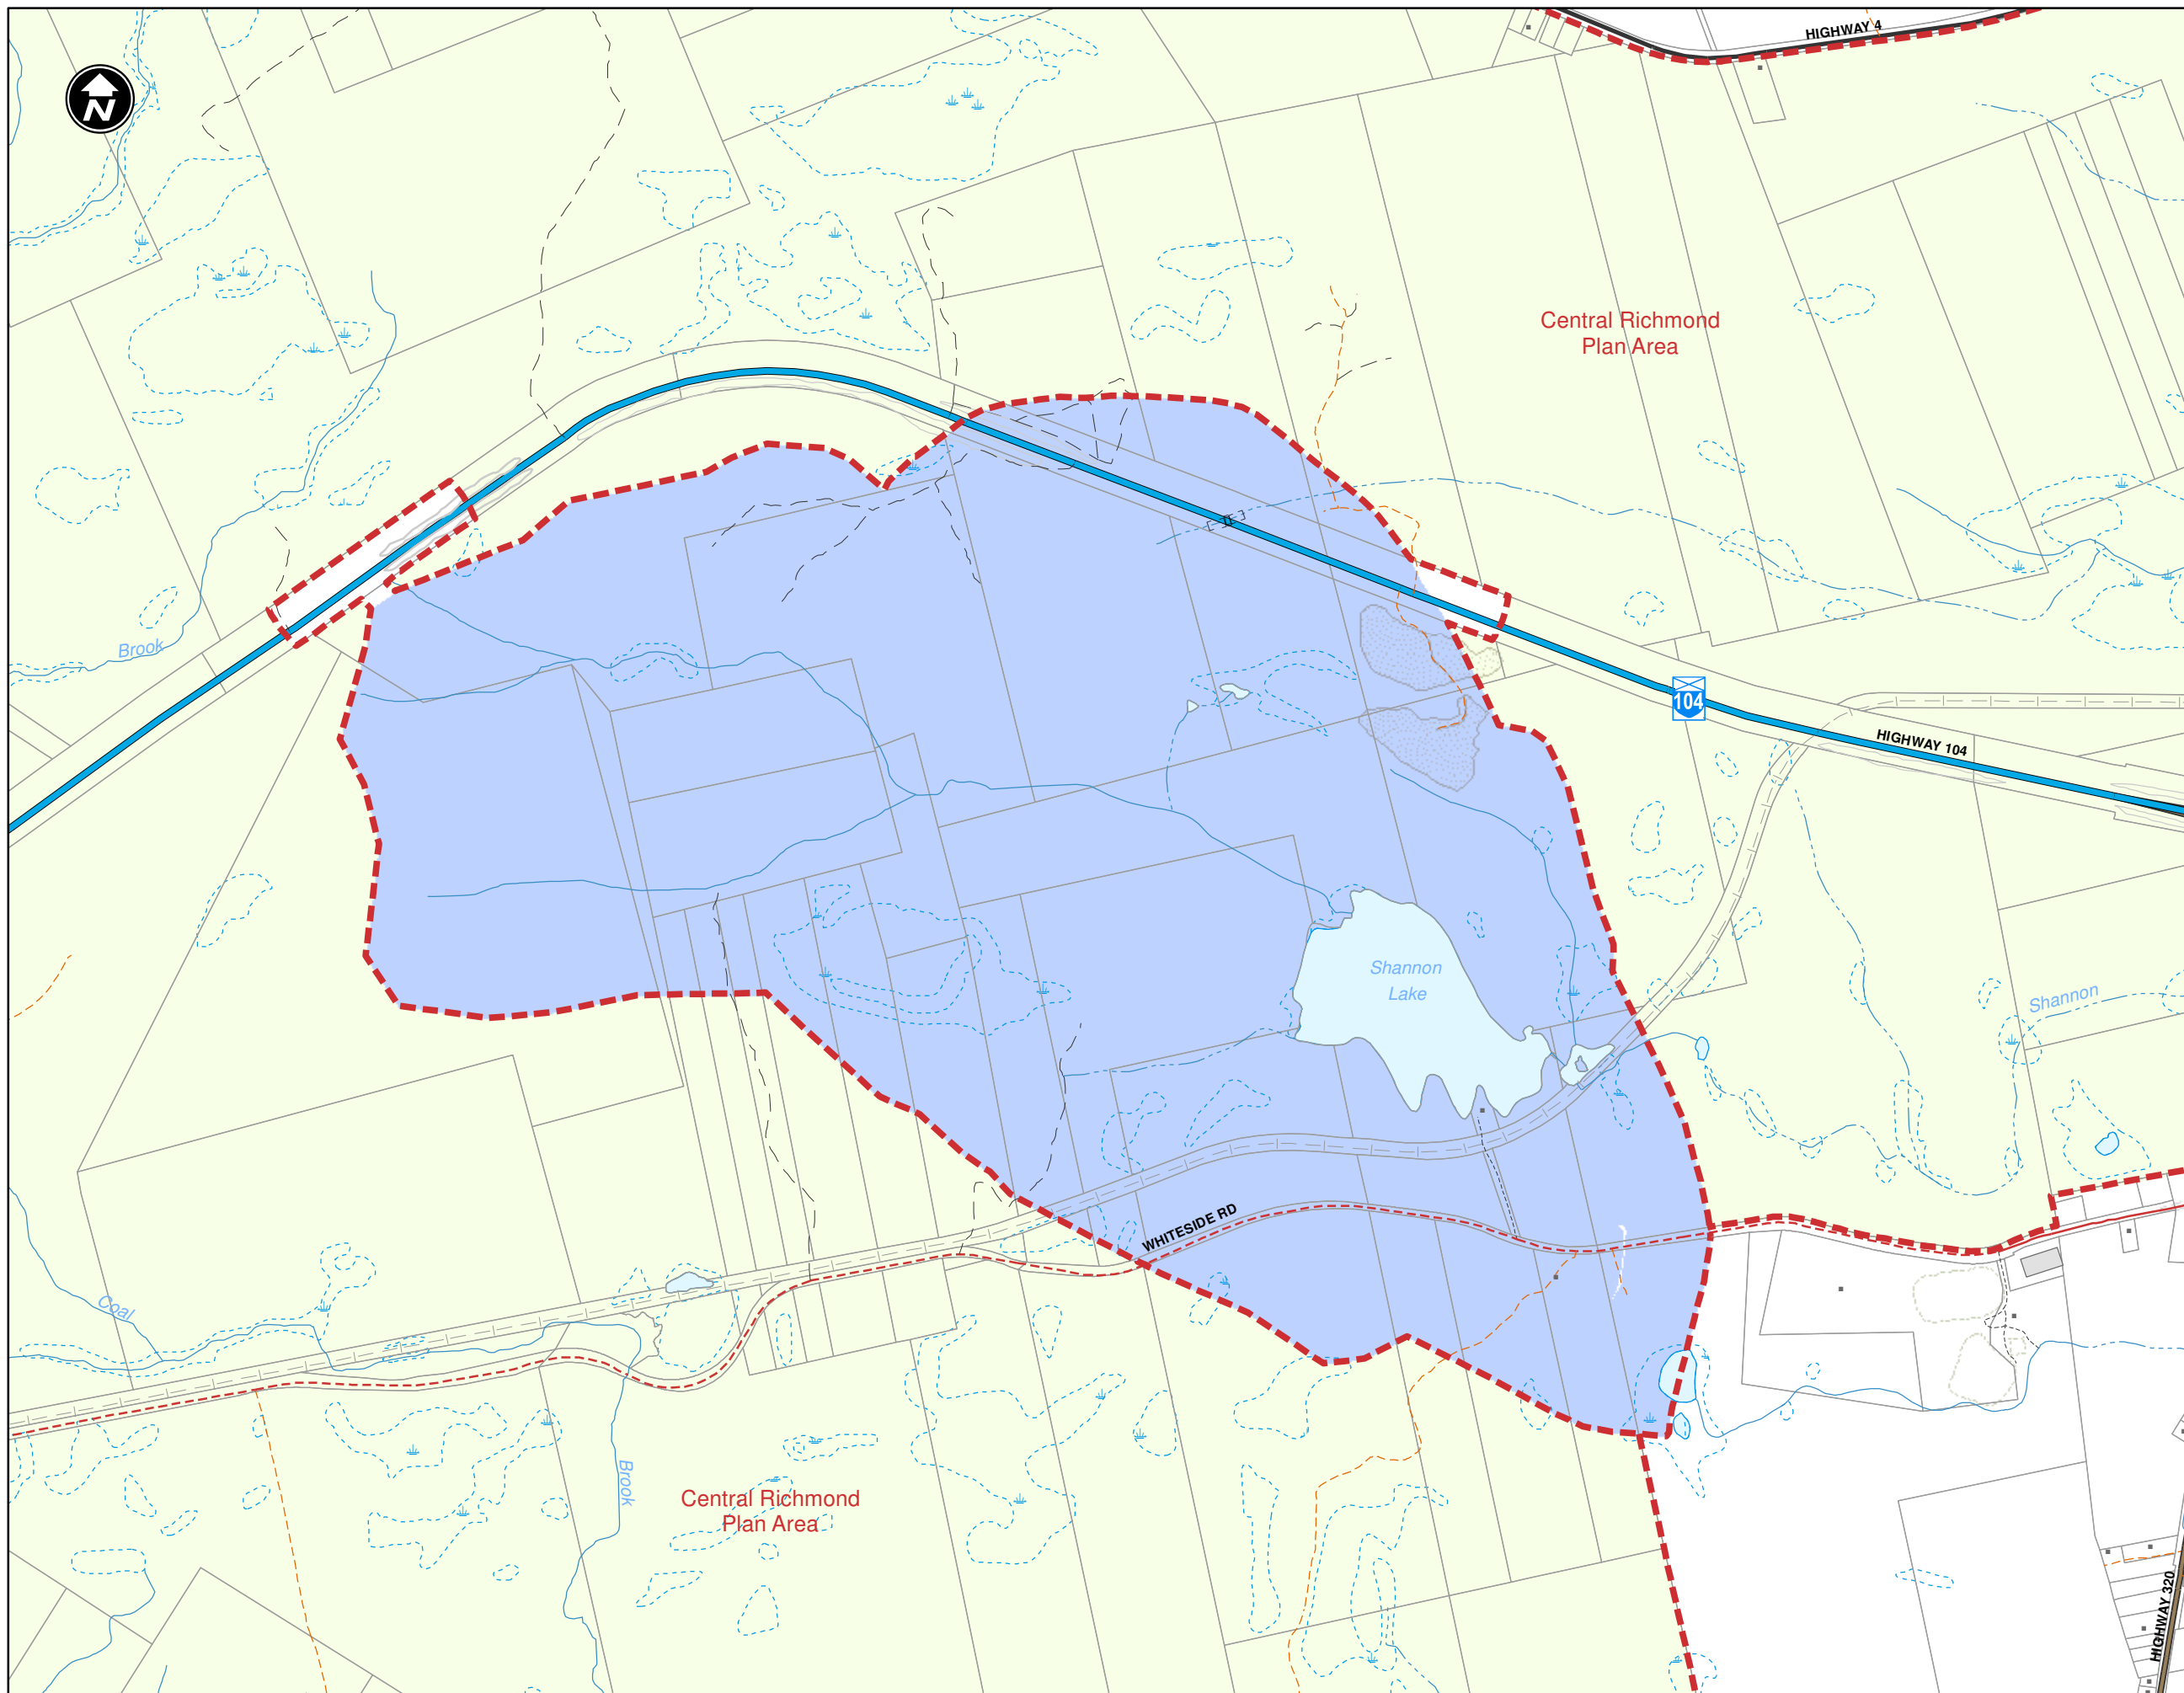 HIGHWAY 4
N
Central Richmond
Plan Area
Brook
104
HIGHWAY 104
Shannon
Lake
Shannon
WHITESIDE RD
Coal
Brook
Central Richmond
Plan Area
HIGHWAY 320